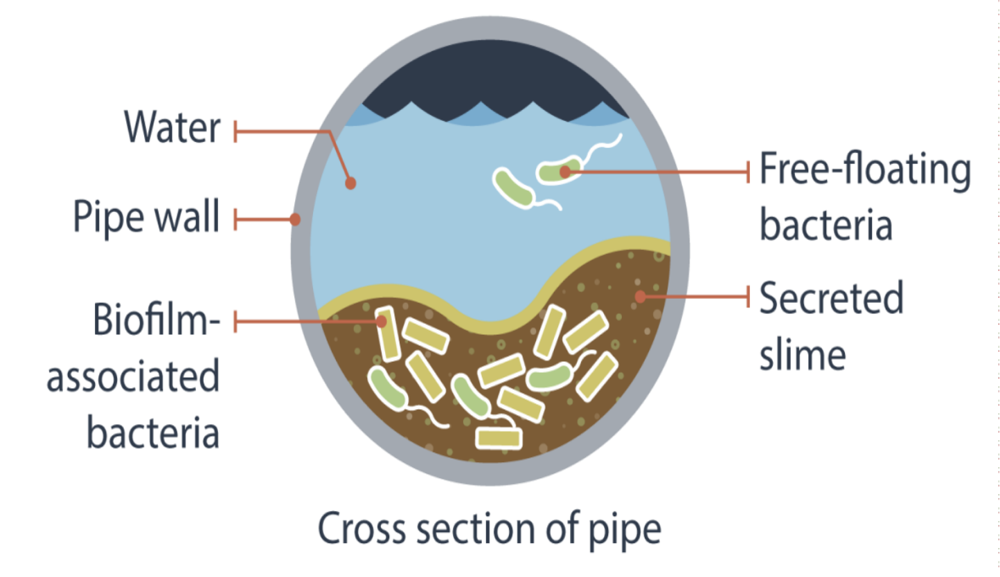 Water
Pipe wall
Biofilm-
associated
bacteria
Free-floating
bacteria
Secreted
slime
Cross section of pipe